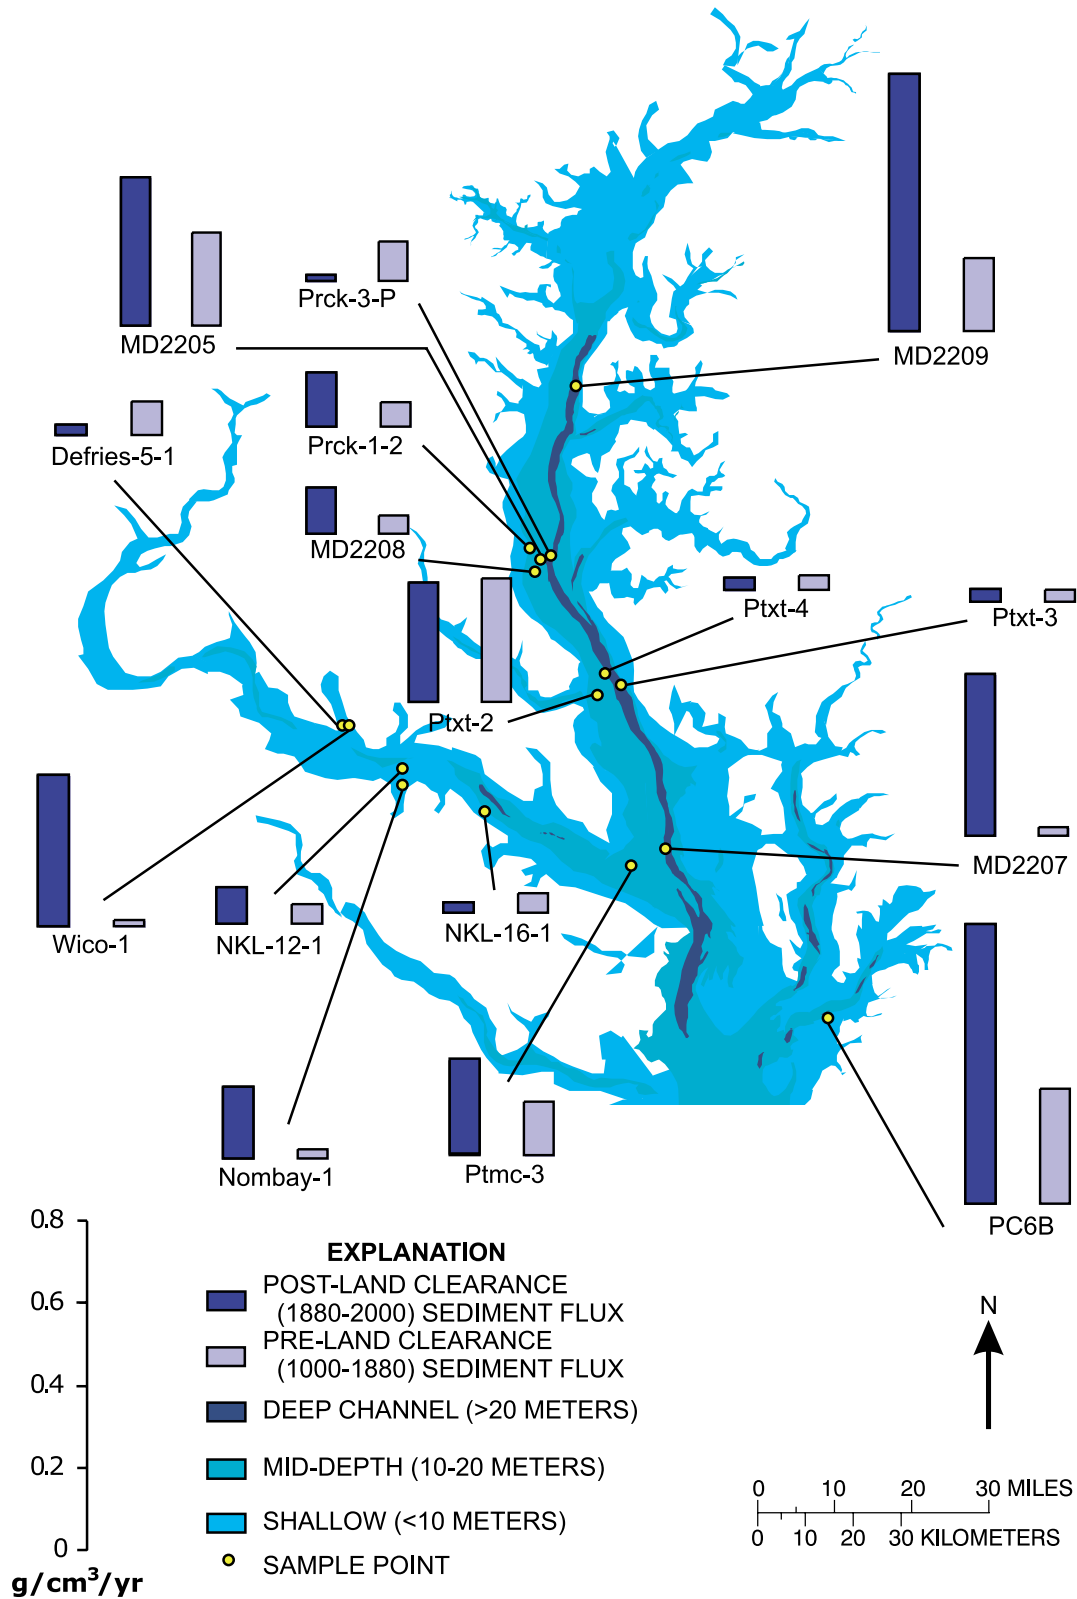 Prck-3-P
MD2205
MD2209
Prck-1-2
Defries-5-1
MD2208
Ptxt-4
Ptxt-3
Ptxt-2
MD2207
Wico-1
NKL-12-1
NKL-16-1
Nombay-1
Ptmc-3
PC6B
0.8
0.6
0.4
0.2
0
g/cm³/yr
EXPLANATION
POST-LAND CLEARANCE
(1880-2000) SEDIMENT FLUX
PRE-LAND CLEARANCE
(1000-1880) SEDIMENT FLUX
DEEP CHANNEL (>20 METERS)
MID-DEPTH (10-20 METERS)
SHALLOW (<10 METERS)
SAMPLE POINT
N
0 10 20 30 MILES
0 10 20 30 KILOMETERS